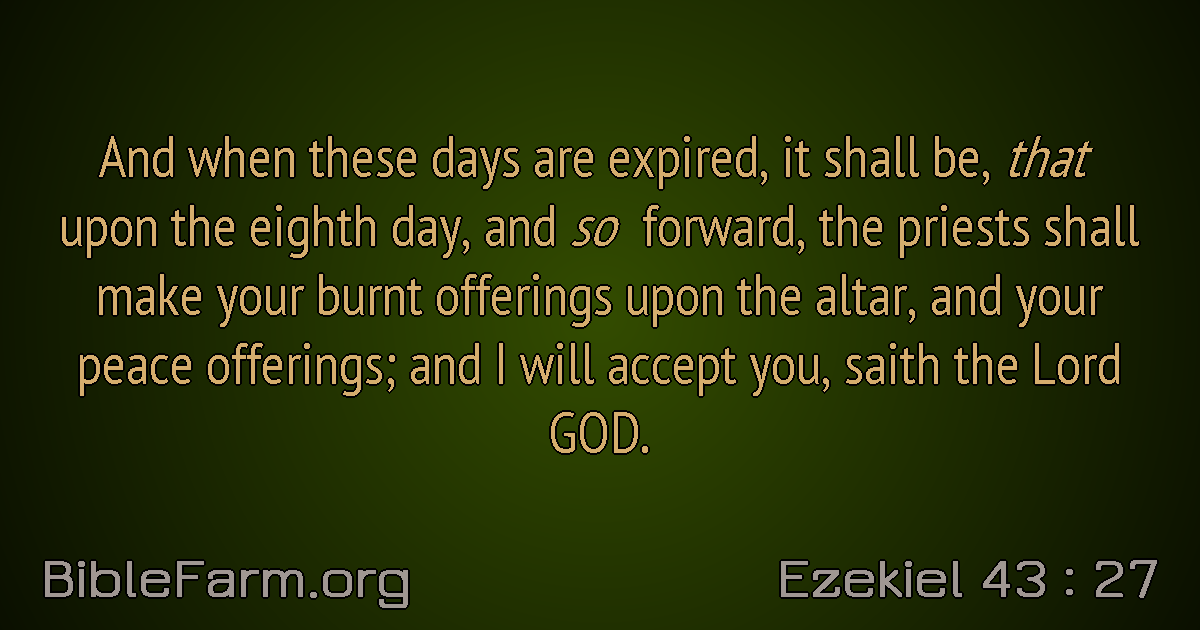 And when these days are expired, it shall be, that
upon the eighth day, and so forward, the priests shall
make your burnt offerings upon the altar, and your
peace offerings; and I will accept you, saith the Lord
GOD.
BibleFarm.org
Ezekiel 43 : 27